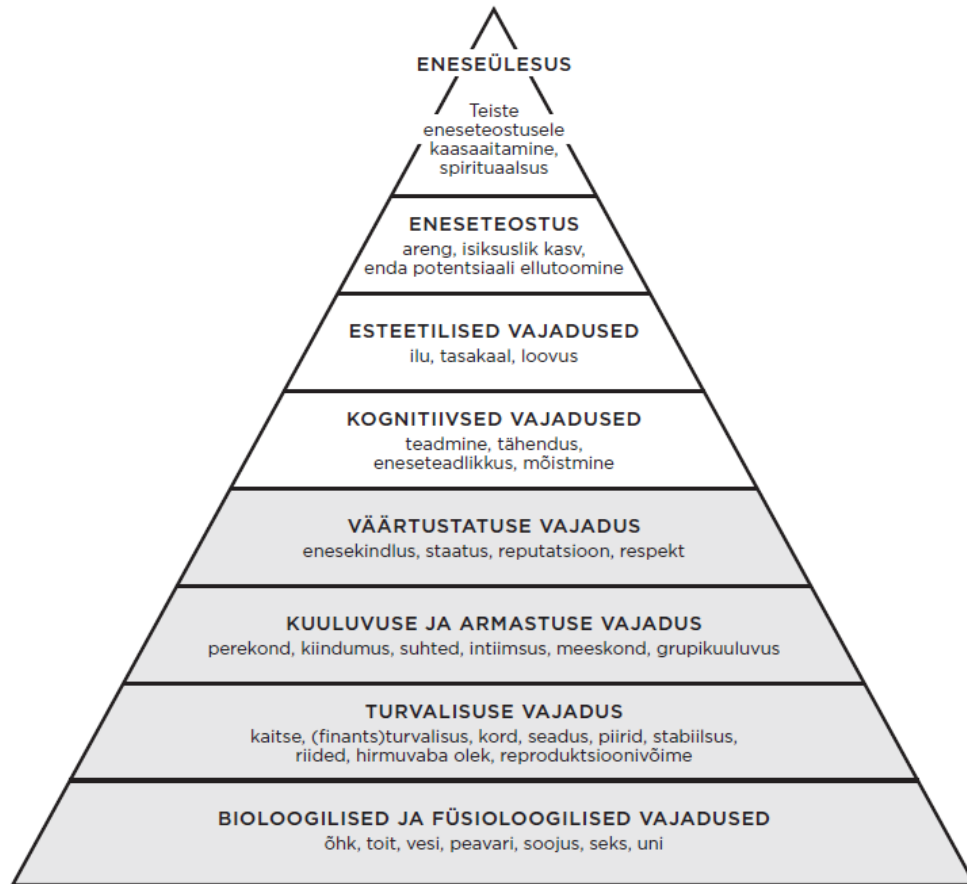 ENESEÜLESUS
Teiste
eneseteostusele
kaasaaitamine,
spirituaalsus
ENESETEOSTUS
areng, isiksuslik kasv,
enda potentsiaali ellutoomine
ESTEETILISED VAJADUSED
ilu, tasakaal, loovus
KOGNITIIVSED VAJADUSED
teadmine, tähendus,
eneseteadlikkus, mõistmine
VÄÄRTUSTATUSE VAJADUS
enesekindlus, staatus, reputatsioon, respekt
KUULUVUSE JA ARMASTUSE VAJADUS
perekond, kiindumus, suhted, intiimsus, meeskond, grupikuuluvus
TURVALISUSE VAJADUS
kaitse, (finants)turvalisus, kord, seadus, piirid, stabiilsus,
riided, hirmuvaba olek, reproduktsioonivõime
BIOLOOGILISED JA FÜSIOLOOGILISED VAJADUSED
õhk, toit, vesi, peavari, soojus, seks, uni